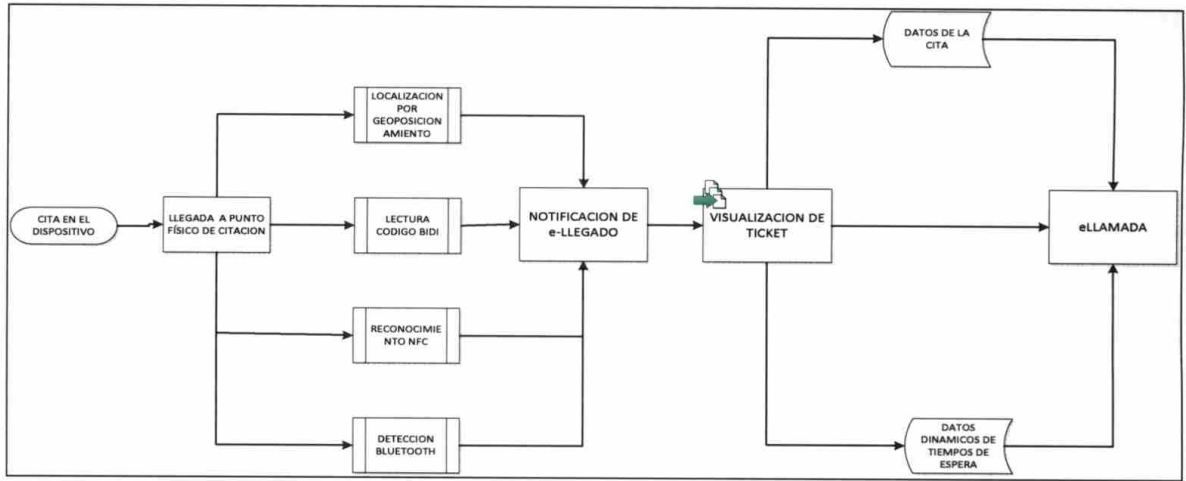 CITA EN EL
DISPOSITIVO
LLEGADA A PUNTO
FÍSICO DE CITACION
LOCALIZACION
POR
GEOPOSICION
AMIENTO
LECTURA
CODIGO BIDI
RECONOCIMIE
NTO NFC
DETECCION
BLUETOOTH
NOTIFICACION DE
e-LLEGADO
VISUALIZACION DE
TICKET
DATOS DE LA
CITA
DATOS
DINAMICOS DE
TIEMPOS DE
ESPERA
eLLAMADA